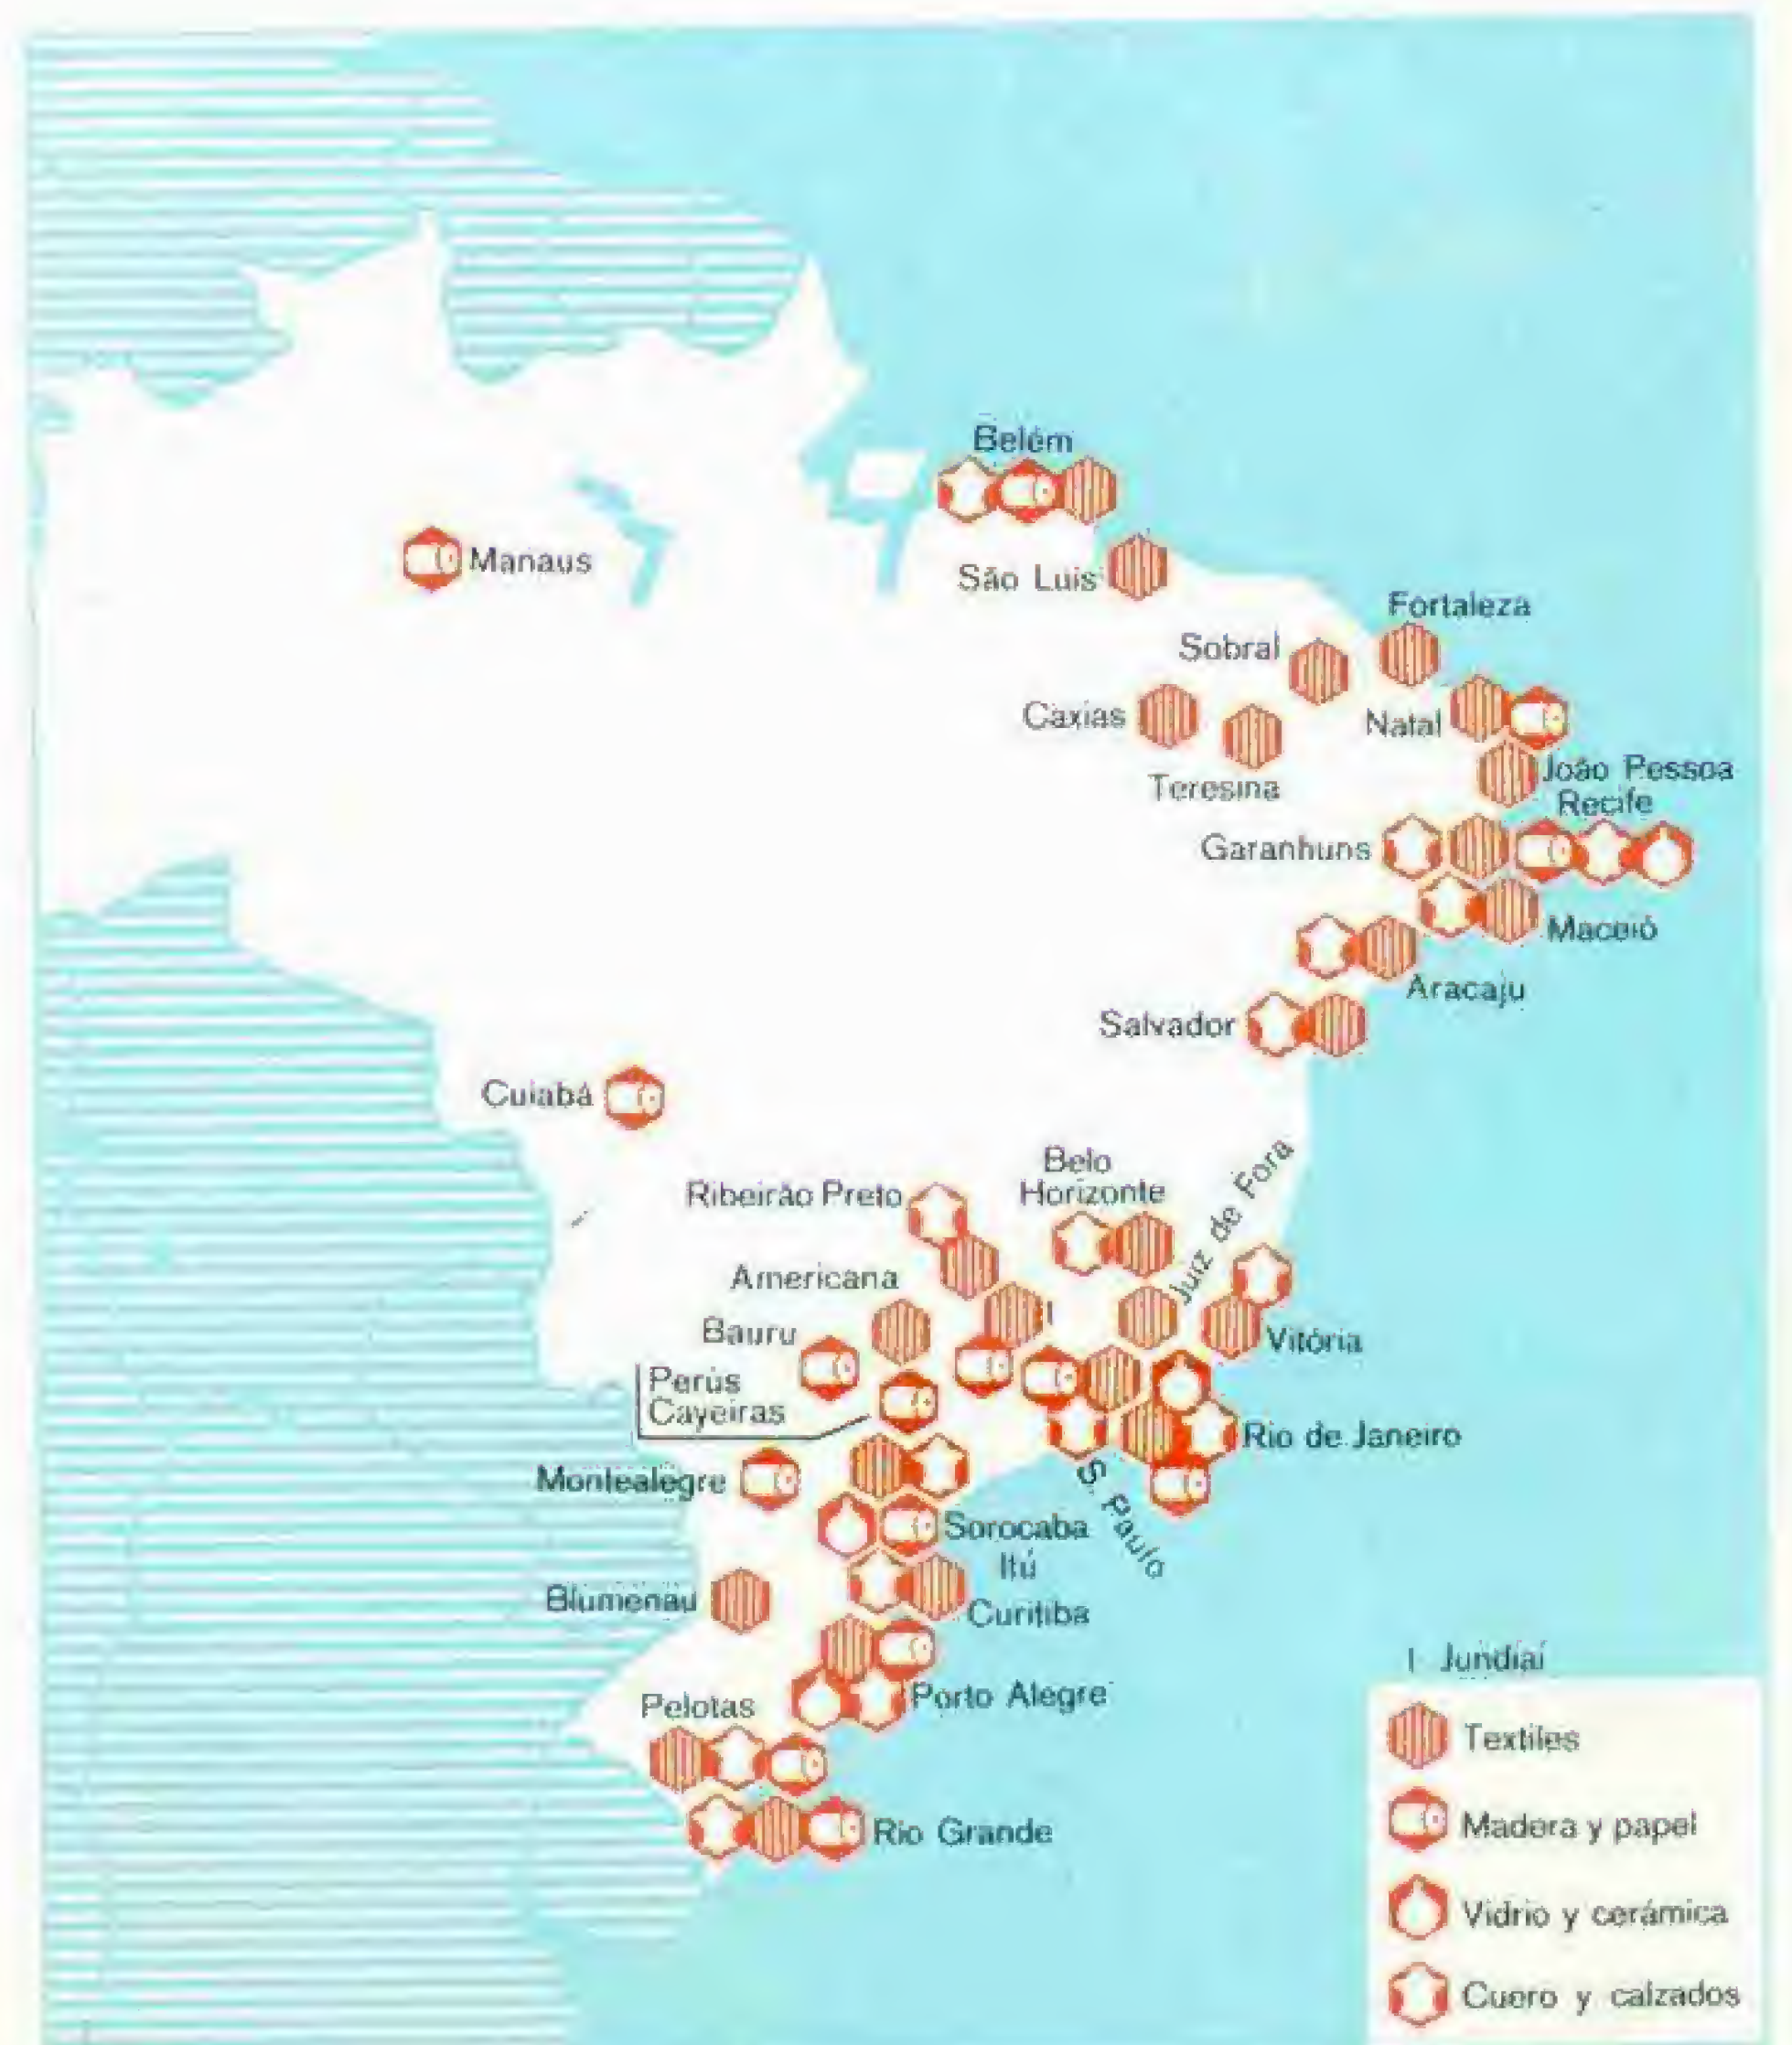 Belém
Manaus
São Luis
Fortaleza
Sobral
Caxias
Natal
Teresina
João Pessoa
Recife
Garanhuns
Maceió
Aracaju
Salvador
Cuiabá
Belo
Horizonte
Juiz de Fora
Ribeirão Preto
Americana
I
Bauru
Vitória
Perús
Cayeiras
Rio de Janeiro
Montealegre
S. Paulo
Sorocaba
Itú
Blumenau
Curitiba
Porto Alegre
Pelotas
Rio Grande
I Jundiaí
Textiles
Madera y papel
Vidrio y cerámica
Cuero y calzados